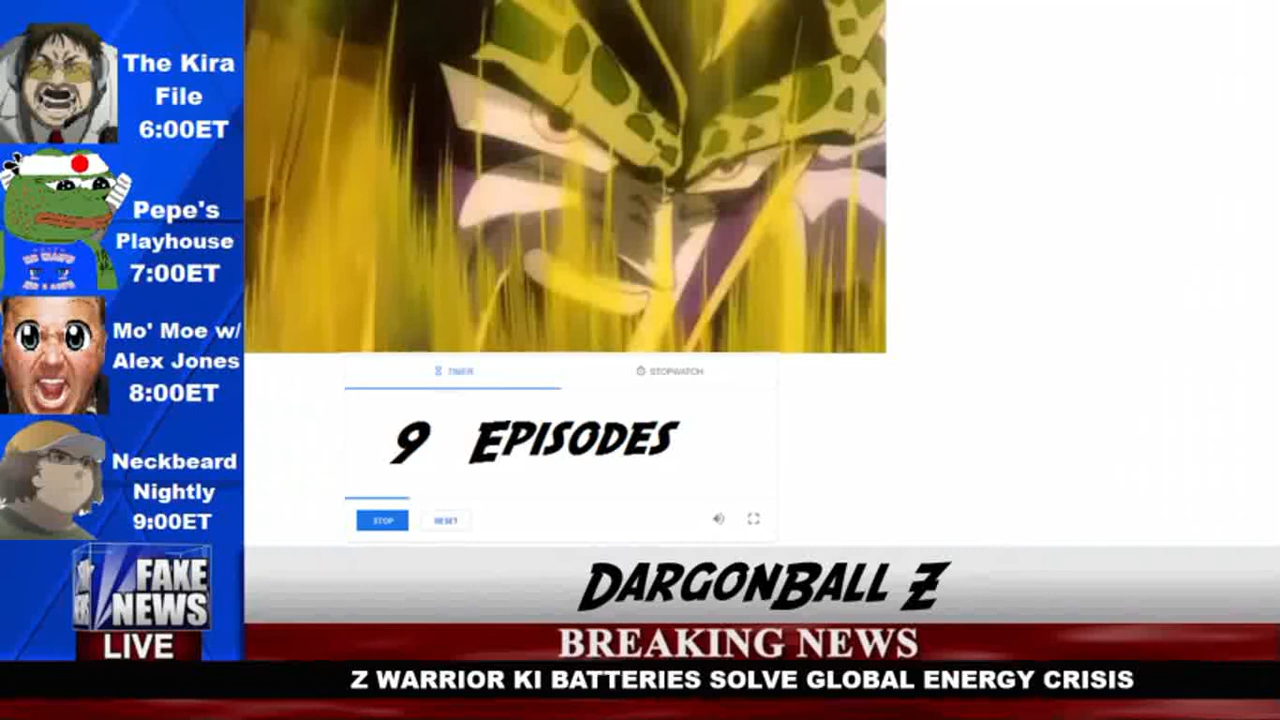 The Kira
File
6:00ET
Pepe's
Playhouse
7:00ET
Mo' Moe w/
Alex Jones
8:00ET
Neckbeard
Nightly
9:00ET
FAKE
NEWS
LIVE
TIMER
STOPWATCH
9 EPISODES
STOP
RESET
DARGONBALL Z
BREAKING NEWS
Z WARRIOR KI BATTERIES SOLVE GLOBAL ENERGY CRISIS